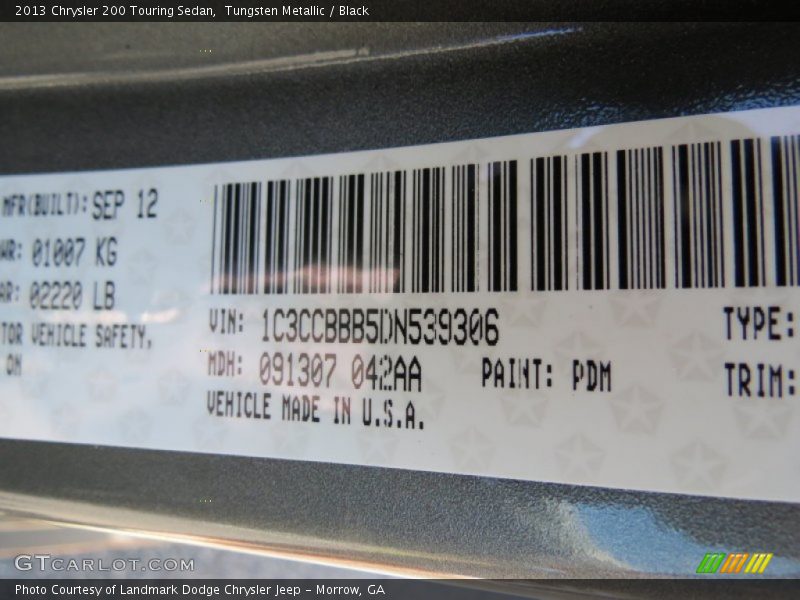 2013 Chrysler 200 Touring Sedan,  Tungsten Metallic / Black
MFR(BUILT): SEP 12
WR: 01007 KG
AR: 02220 LB
TOR VEHICLE SAFETY,
ON
VIN: 1C3CCBBB5DN539306
MDH: 091307 042AA
PAINT: PDM
VEHICLE MADE IN U.S.A.
TYPE:
TRIM:
GTCARLOT.COM
Photo Courtesy of Landmark Dodge Chrysler Jeep – Morrow, GA